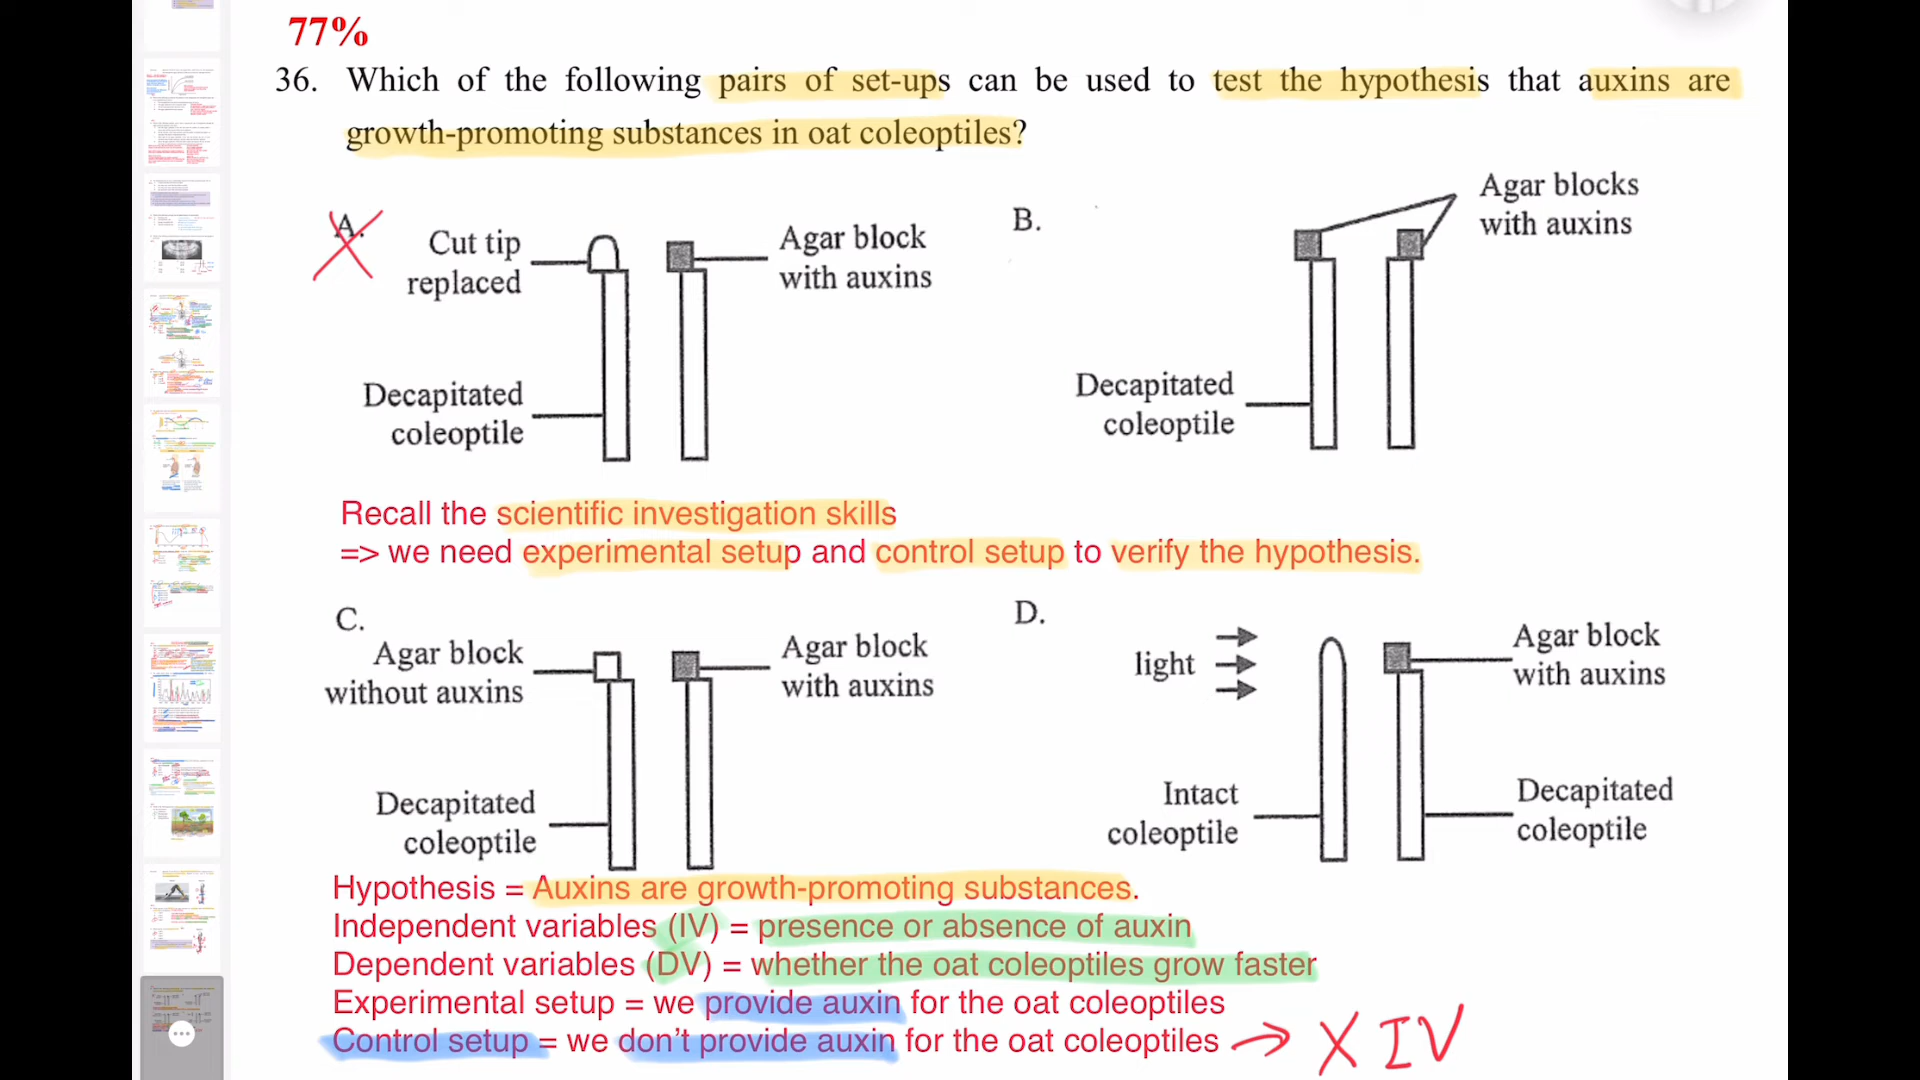 77%
36. Which of the following pairs of set-ups can be used to test the hypothesis that auxins are
growth-promoting substances in oat coleoptiles?
A.
Cut tip
replaced
Agar block
with auxins
Decapitated
coleoptile
B.
Agar blocks
with auxins
Decapitated
coleoptile
Recall the scientific investigation skills
=> we need experimental setup and control setup to verify the hypothesis.
C.
Agar block
without auxins
Agar block
with auxins
Decapitated
coleoptile
D.
light
Agar block
with auxins
Intact
coleoptile
Decapitated
coleoptile
Hypothesis = Auxins are growth-promoting substances.
Independent variables (IV) = presence or absence of auxin
Dependent variables (DV) = whether the oat coleoptiles grow faster
Experimental setup = we provide auxin for the oat coleoptiles
Control setup = we don't provide auxin for the oat coleoptiles → X IV